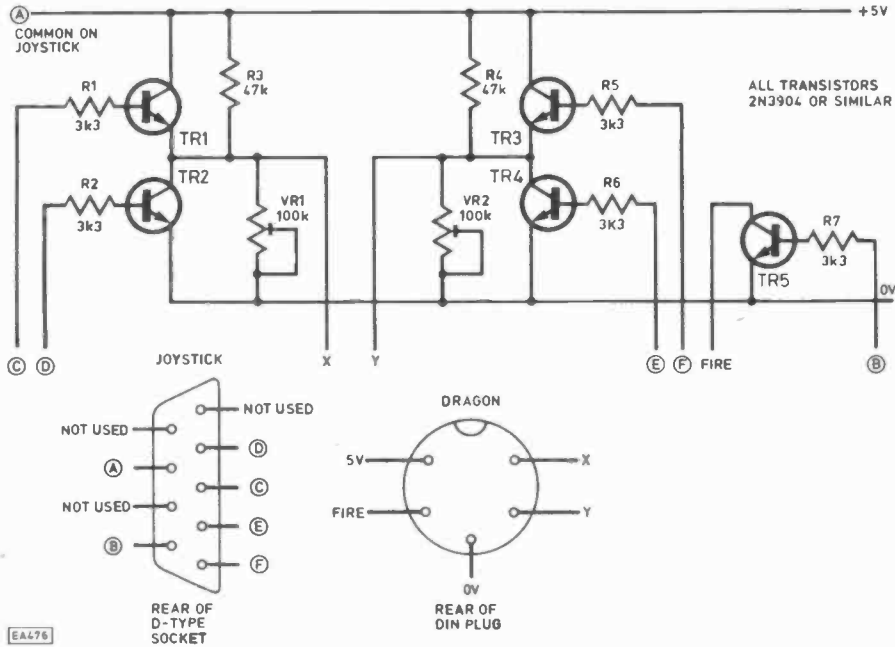 A
COMMON ON
JOYSTICK
+5V
R1
3k3
TR1
R3
47k
R4
47k
R5
3k3
TR3
ALL TRANSISTORS
2N3904 OR SIMILAR
R2
3k3
TR2
VR1
100k
VR2
100k
TR4
R6
3K3
R7
3k3
TR5
0V
C
D
X
Y
E
F
FIRE
B
JOYSTICK
NOT USED
NOT USED
D
A
C
NOT USED
E
B
F
REAR OF
D-TYPE
SOCKET
DRAGON
5V
X
FIRE
Y
0V
REAR OF
DIN PLUG
EA476